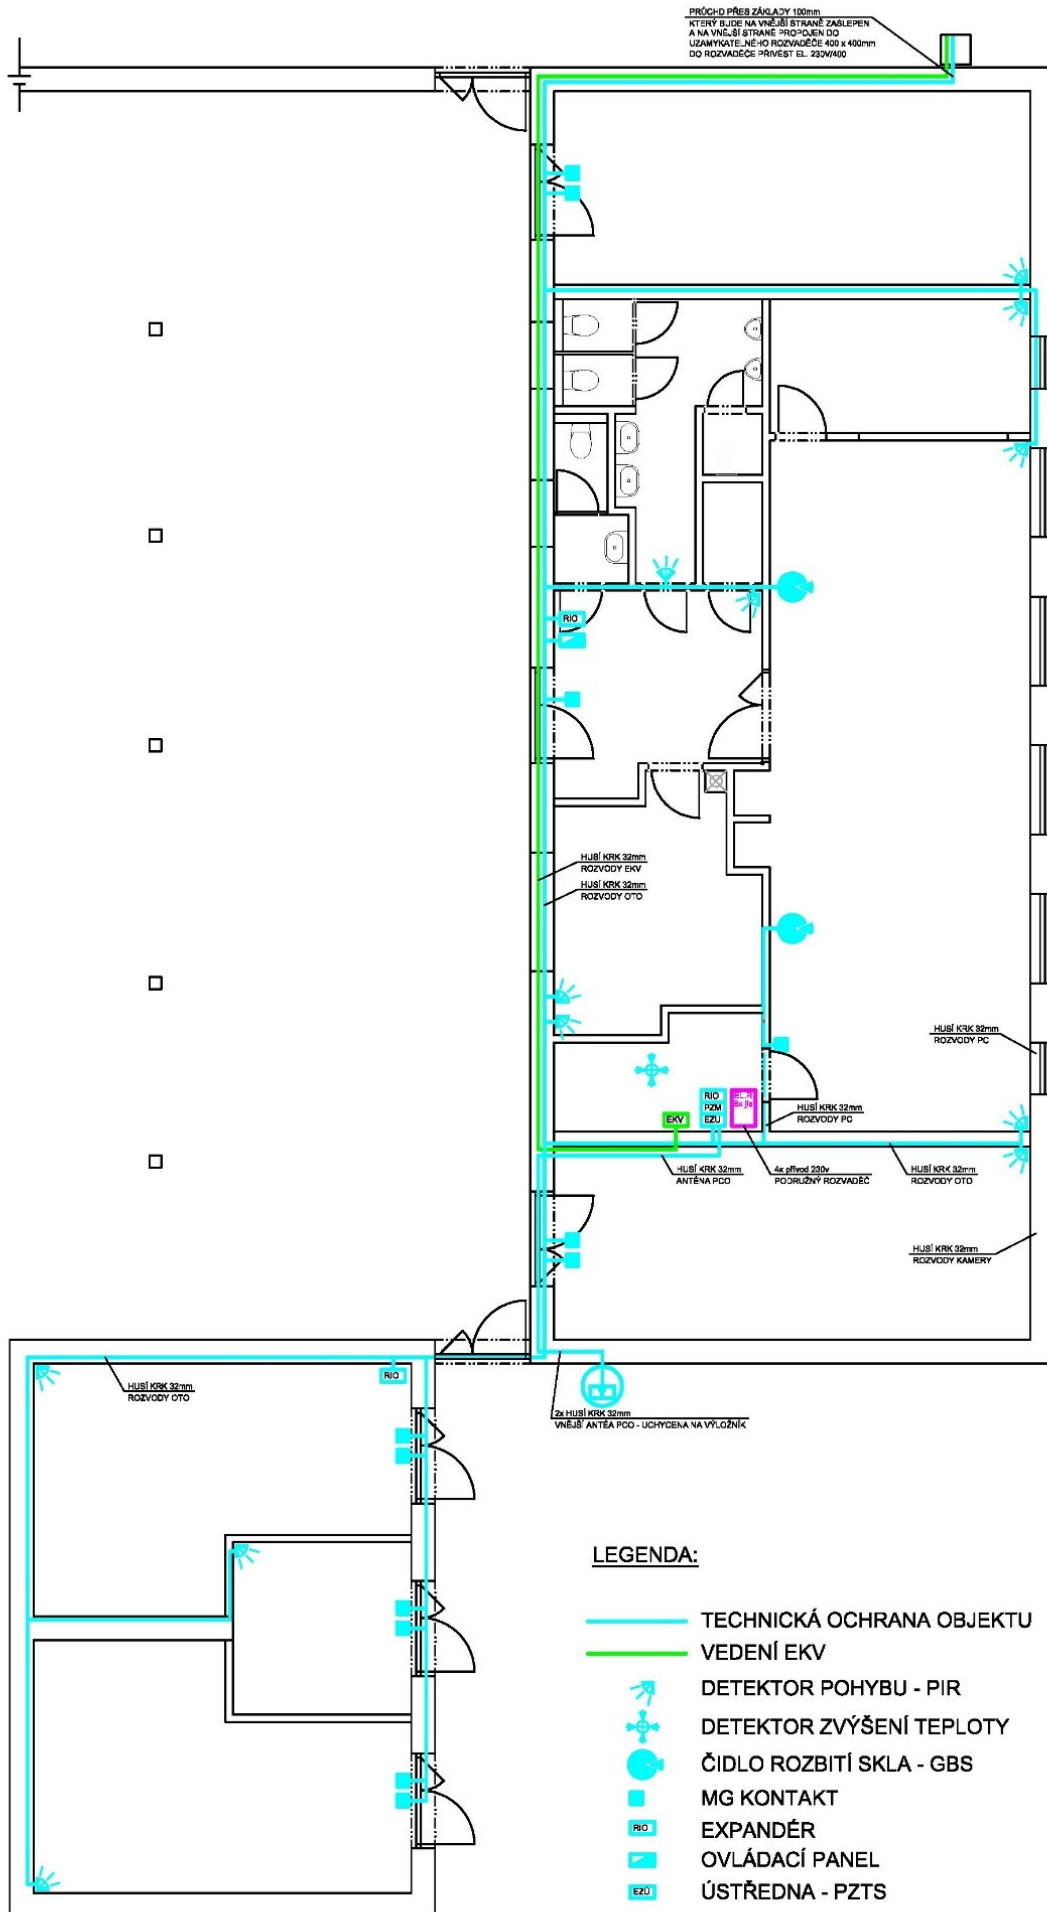 PRŮCHD PŘES ZÁKLADY 100mm
KTERÝ BUDE NA VNĚJŠÍ STRANĚ ZASLEPEN
A NA VNĚJŠÍ STRANĚ PROPOJEN DO
UZAMYKATELNÉHO ROZVADĚČE 400 x 400mm
DO ROZVADĚČE PŘIVÉST EL. 230V/400
RIO
HUSÍ KRK 32mm
ROZVODY EKV
HUSÍ KRK 32mm
ROZVODY OTO
HUSÍ KRK 32mm
ROZVODY PC
RIO
PZM
EZÚ
EKV
HUSÍ KRK 32mm
ROZVODY PC
HUSÍ KRK 32mm
ANTÉNA PCO
4x přívod 230v
PODRUŽNÝ ROZVADĚČ
HUSÍ KRK 32mm
ROZVODY OTO
HUSÍ KRK 32mm
ROZVODY KAMERY
RIO
HUSÍ KRK 32mm
ROZVODY OTO
2x HUSÍ KRK 32mm
VNĚJŠÍ ANTÉA PCO - UCHYCENA NA VÝLOŽNÍK
LEGENDA:
TECHNICKÁ OCHRANA OBJEKTU
VEDENÍ EKV
DETEKTOR POHYBU - PIR
DETEKTOR ZVÝŠENÍ TEPLOTY
ČIDLO ROZBITÍ SKLA - GBS
MG KONTAKT
RIO EXPANDÉR
OVLÁDACÍ PANEL
EZÚ ÚSTŘEDNA - PZTS